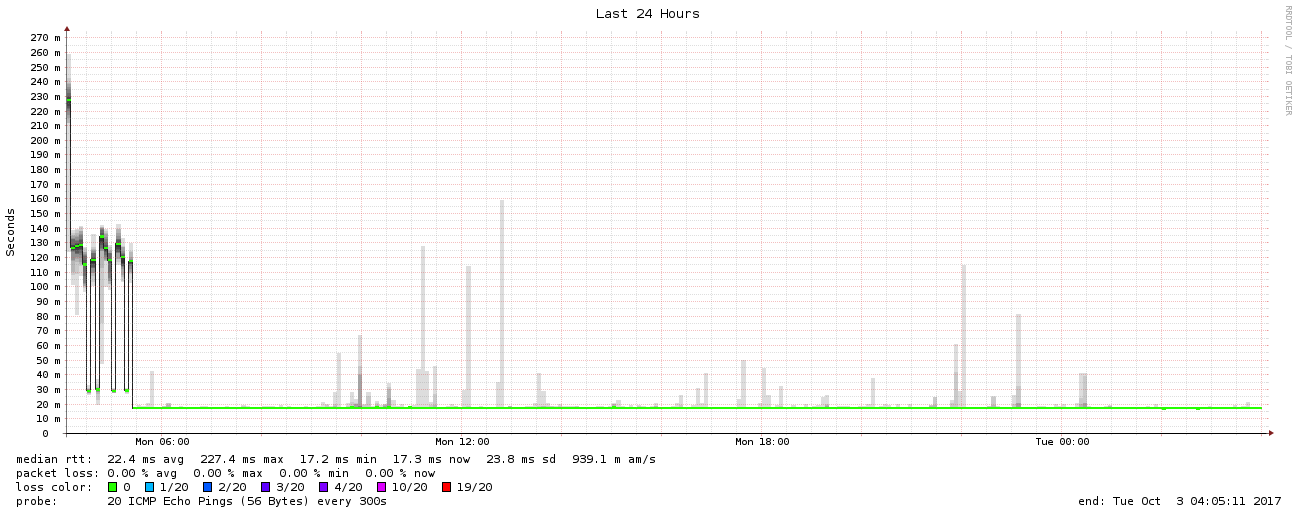 Last 24 Hours
RRDTOOL / TOBI OETIKER
Seconds
270 m
260 m
250 m
240 m
230 m
220 m
210 m
200 m
190 m
180 m
170 m
160 m
150 m
140 m
130 m
120 m
110 m
100 m
90 m
80 m
70 m
60 m
50 m
40 m
30 m
20 m
10 m
0
Mon 06:00 Mon 12:00 Mon 18:00 Tue 00:00
median rtt: 22.4 ms avg 227.4 ms max 17.2 ms min 17.3 ms now 23.8 ms sd 939.1 m am/s
packet loss: 0.00 % avg 0.00 % max 0.00 % min 0.00 % now
loss color: 0 1/20 2/20 3/20 4/20 10/20 19/20
probe: 20 ICMP Echo Pings (56 Bytes) every 300s end: Tue Oct 3 04:05:11 2017